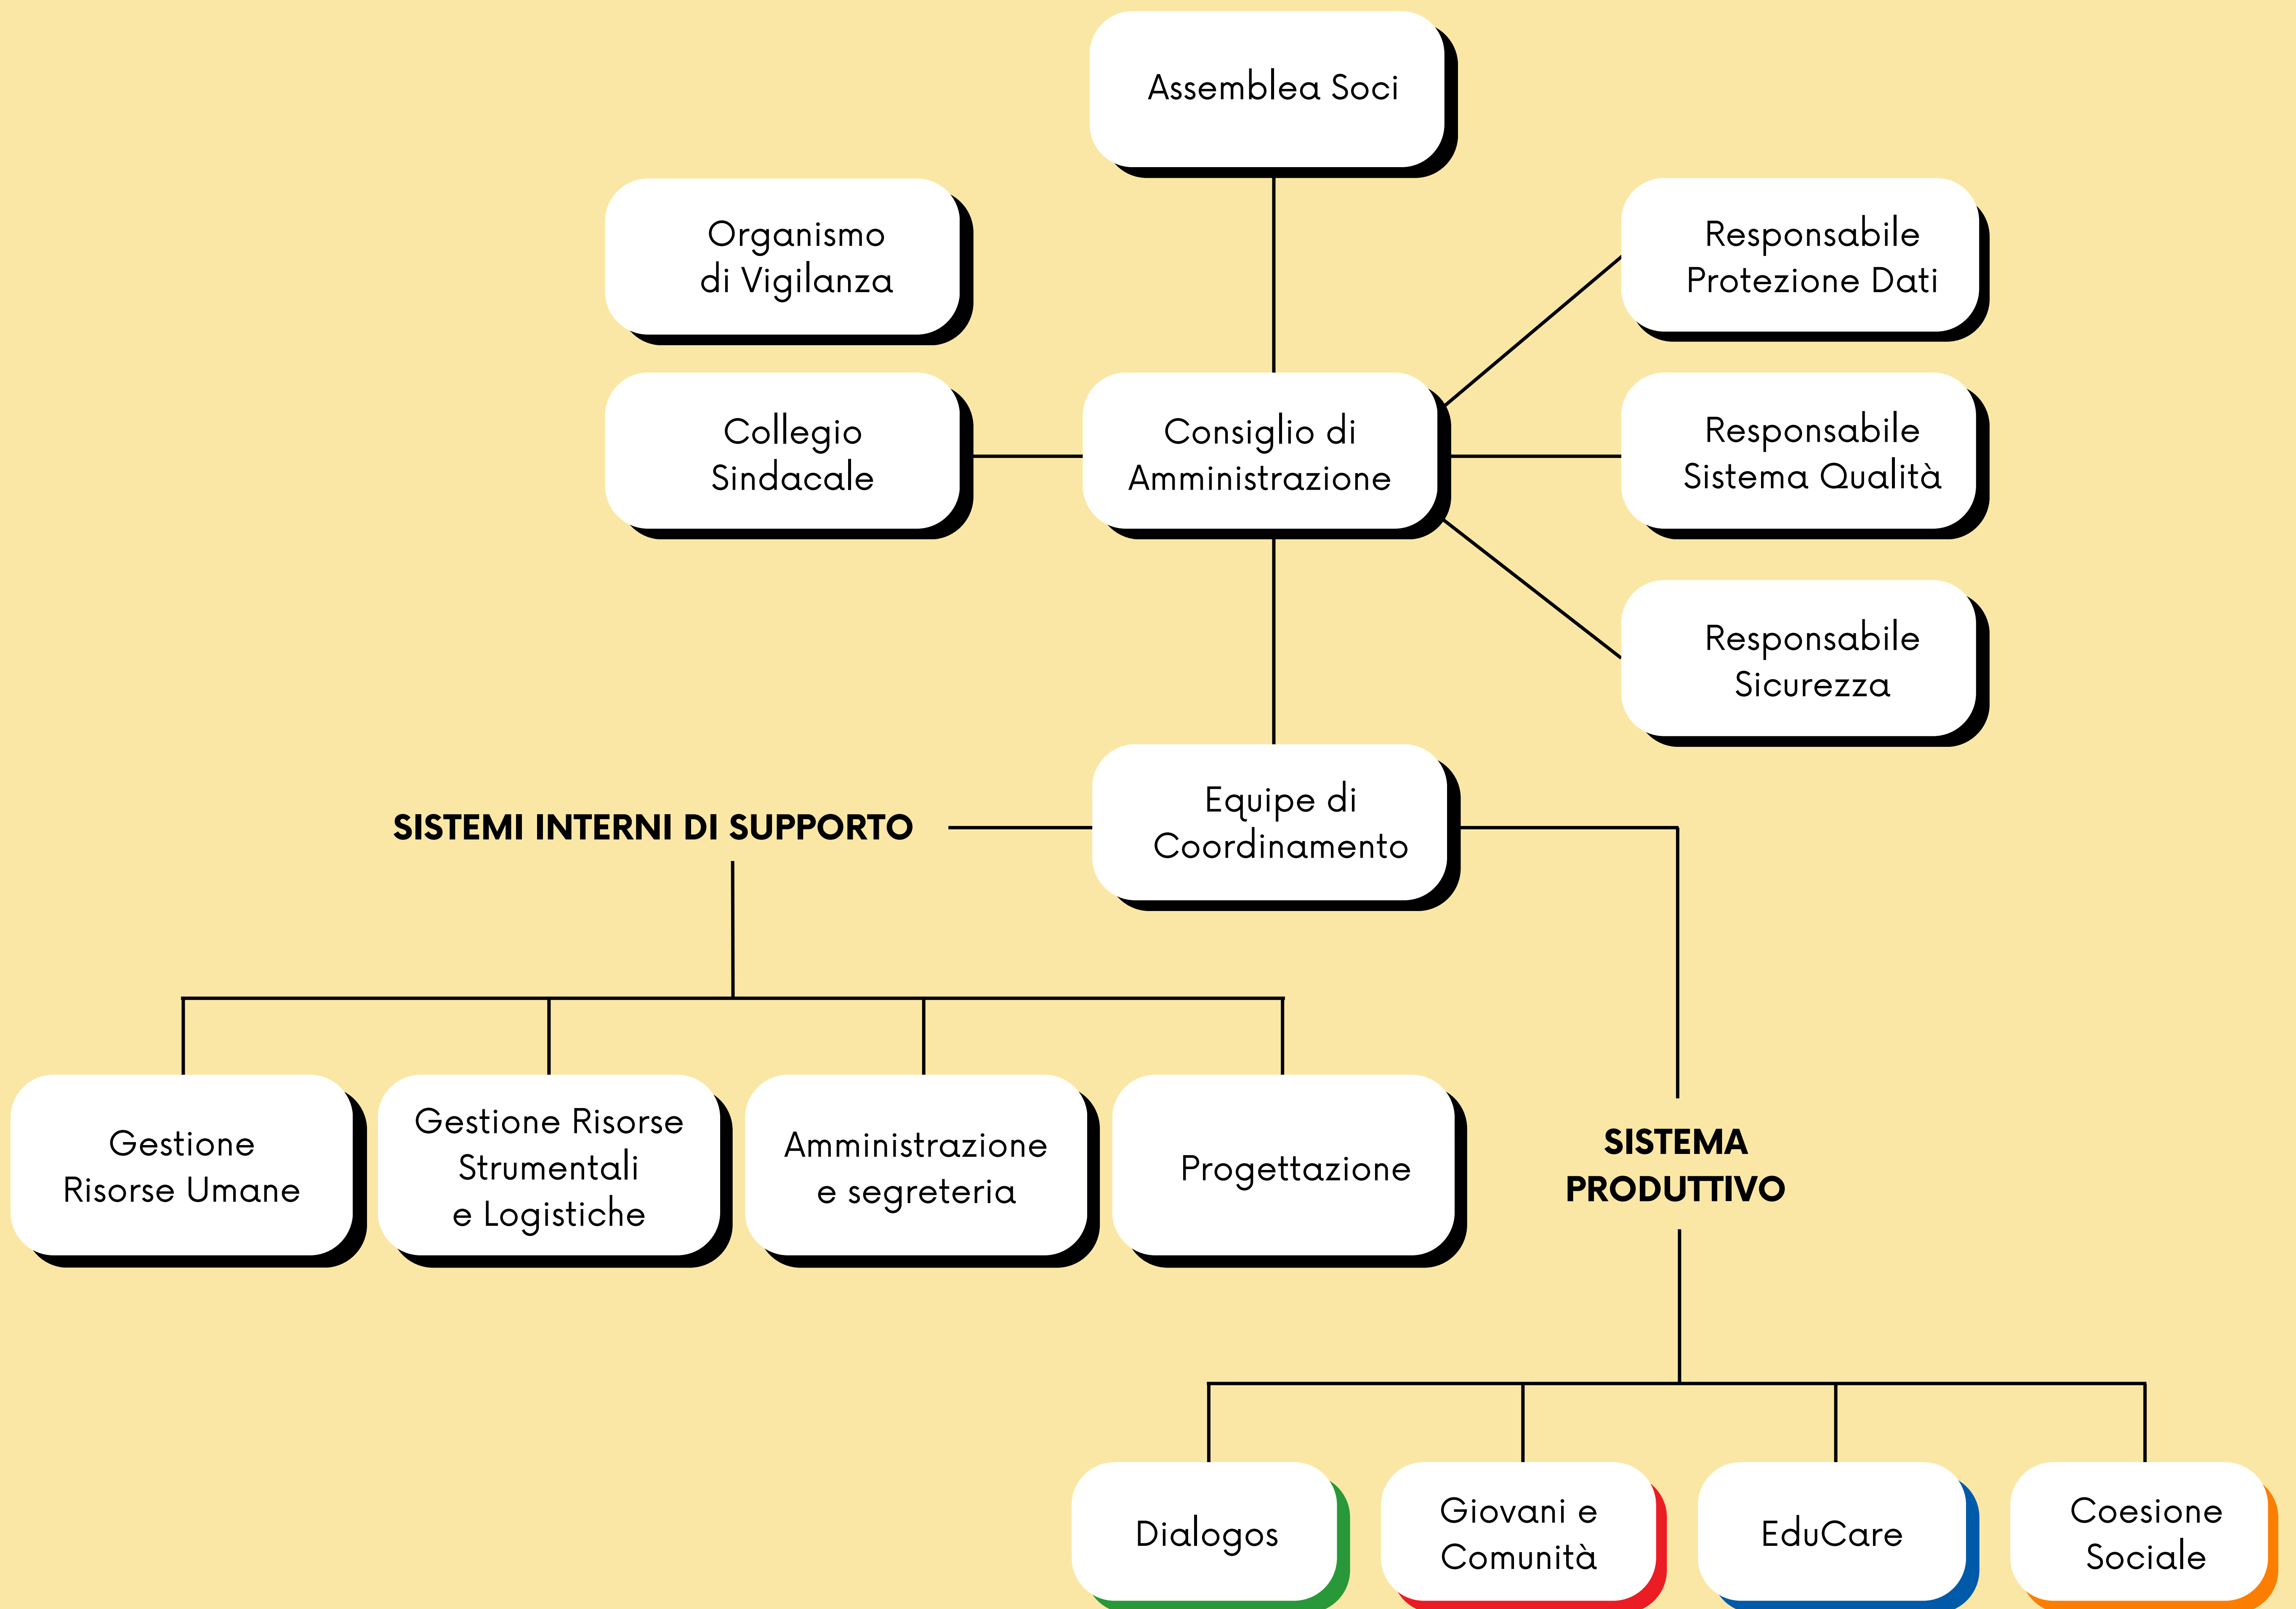 Assemblea Soci
Organismo
di Vigilanza
Responsabile
Protezione Dati
Collegio
Sindacale
Consiglio di
Amministrazione
Responsabile
Sistema Qualità
Responsabile
Sicurezza
Equipe di
Coordinamento
SISTEMI INTERNI DI SUPPORTO
Gestione
Risorse Umane
Gestione Risorse
Strumentali
e Logistiche
Amministrazione
e segreteria
Progettazione
SISTEMA
PRODUTTIVO
Dialogos
Giovani e
Comunità
EduCare
Coesione
Sociale